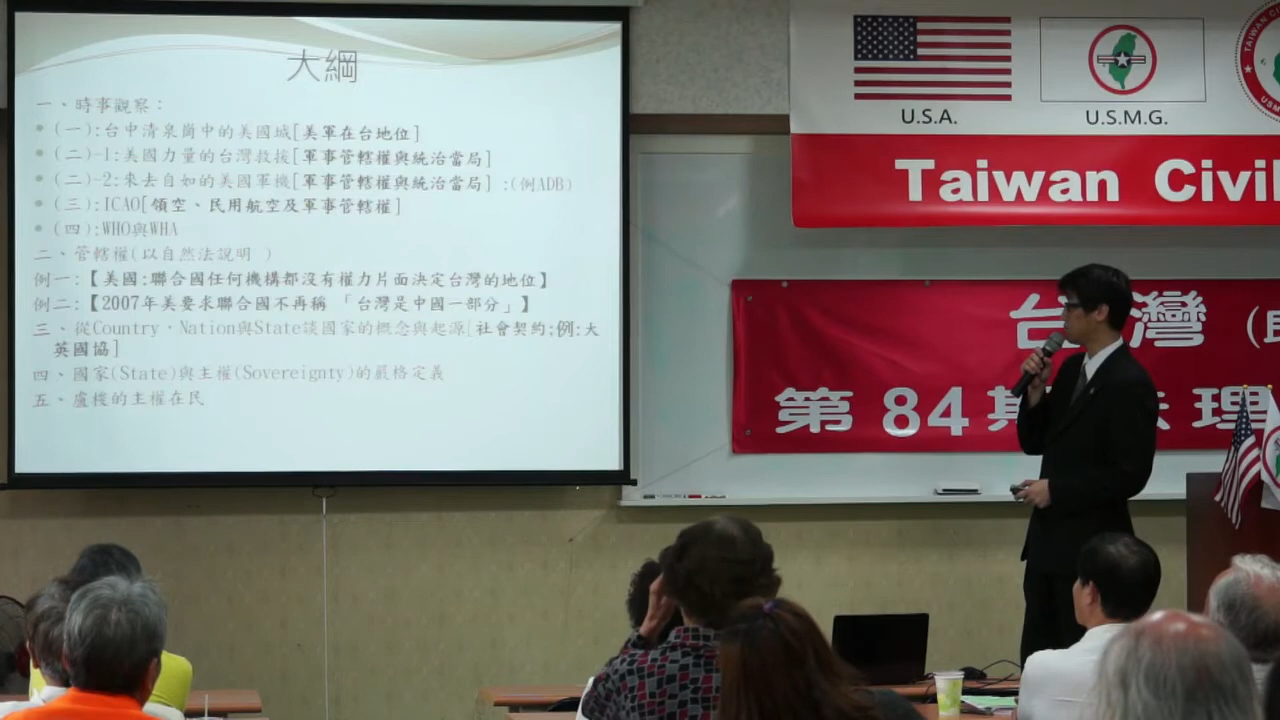 大綱
一、時事觀察：
(一):台中清泉崗中的美國城[美軍在台地位]
(二)-1:美國力量的台灣救援[軍事管轄權與統治當局]
(二)-2:來去自如的美國軍機[軍事管轄權與統治當局]:(例ADB)
(三):ICAO[領空、民用航空及軍事管轄權]
(四):WHO與WHA
二、管轄權(以自然法說明 )
例一:【美國:聯合國任何機構都沒有權力片面決定台灣的地位】
例二:【2007年美要求聯合國不再稱 「台灣是中國一部分」】
三、從Country、Nation與State談國家的概念與起源[社會契約;例:大
英國協]
四、國家(State)與主權(Sovereignty)的嚴格定義
五、盧梭的主權在民
U.S.A.
U.S.M.G.
TAIWAN
Taiwan Civil
台灣
第 84 期 理